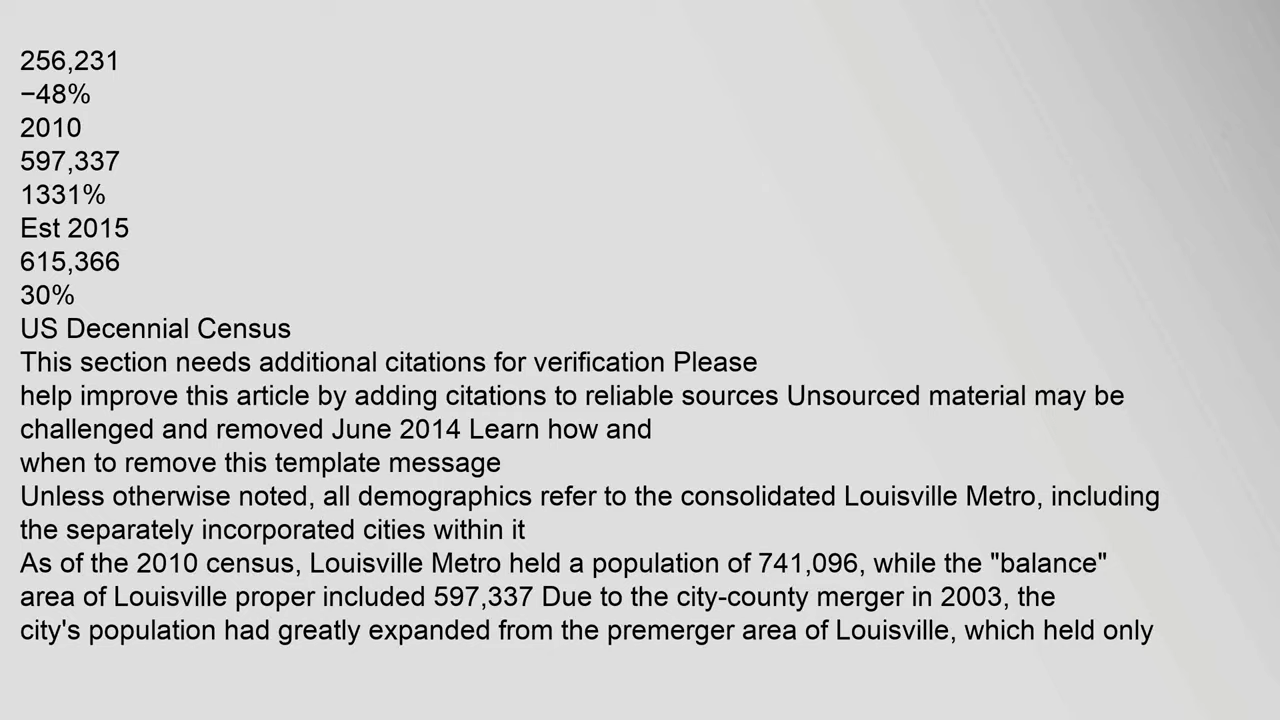 256,231
−48%
2010
597,337
1331%
Est 2015
615,366
30%
US Decennial Census
This section needs additional citations for verification Please
help improve this article by adding citations to reliable sources Unsourced material may be
challenged and removed June 2014 Learn how and
when to remove this template message
Unless otherwise noted, all demographics refer to the consolidated Louisville Metro, including
the separately incorporated cities within it
As of the 2010 census, Louisville Metro held a population of 741,096, while the "balance"
area of Louisville proper included 597,337 Due to the city-county merger in 2003, the
city's population had greatly expanded from the premerger area of Louisville, which held only